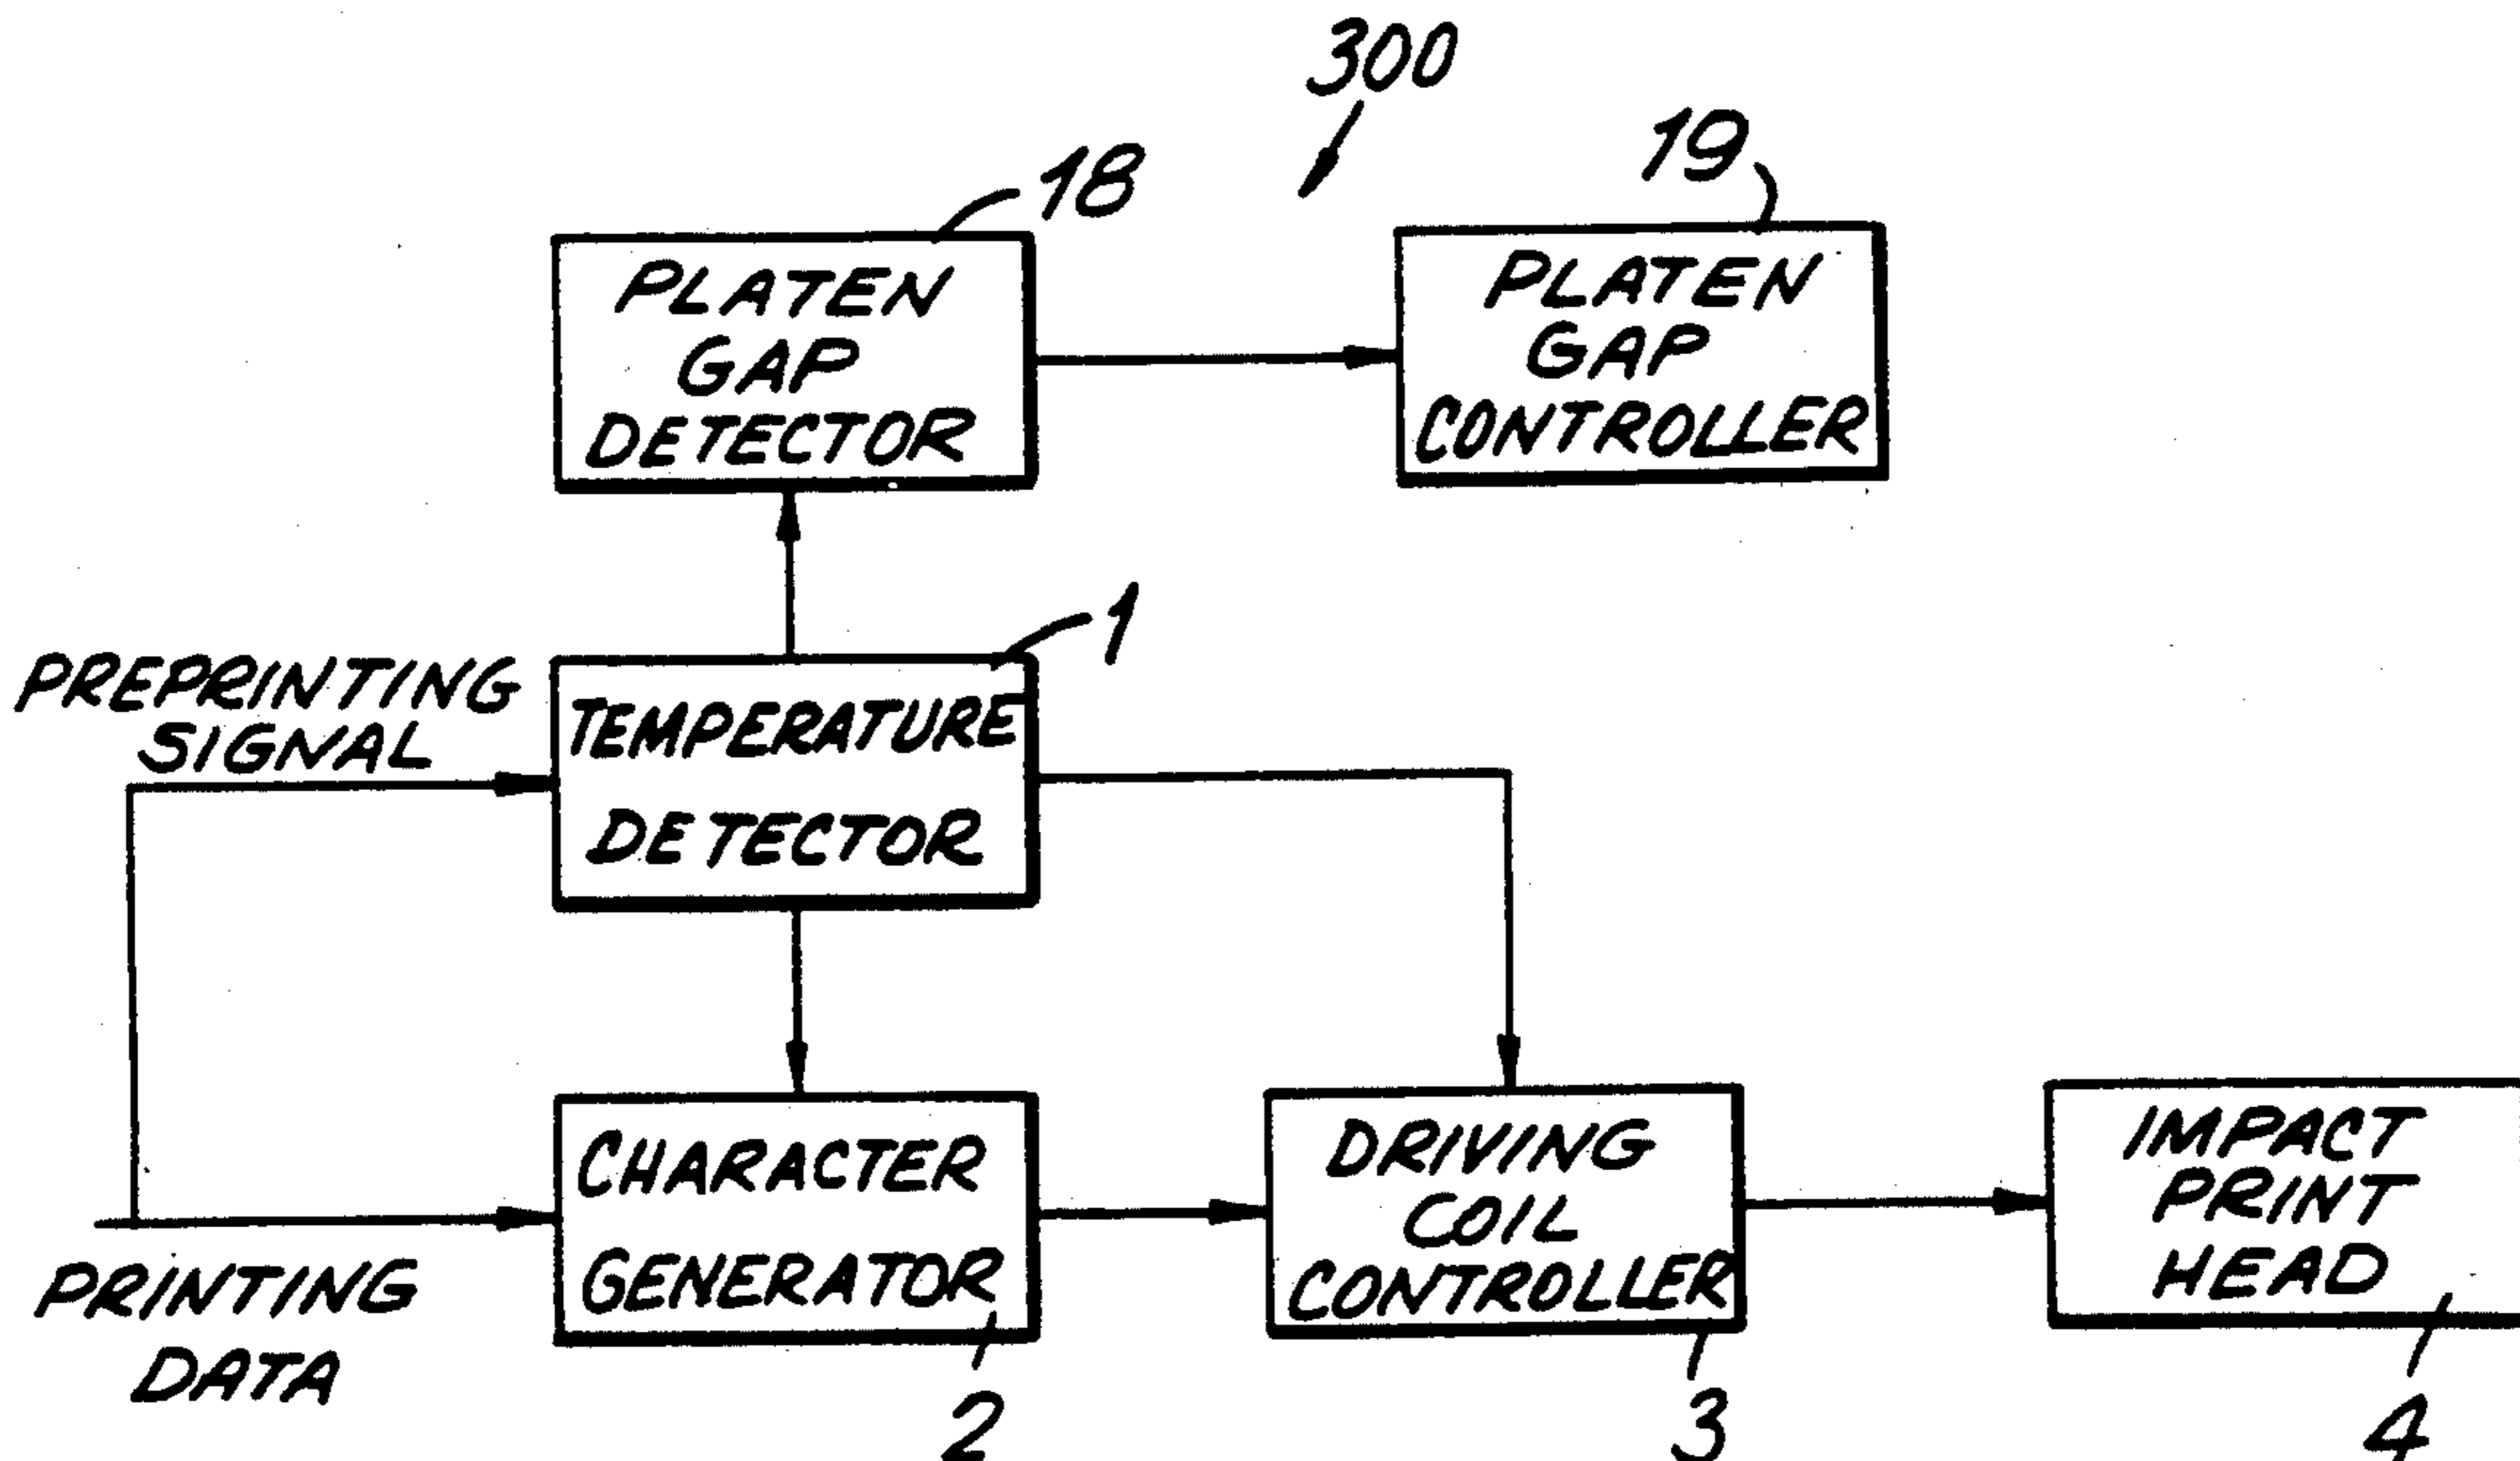 300
18
19
PLATEN
GAP
DETECTOR
PLATEN
GAP
CONTROLLER
1
PREPRINTING
SIGNAL
TEMPERATURE
DETECTOR
CHARACTER
GENERATOR
DRIVING
COIL
CONTROLLER
IMPACT
PRINT
HEAD
PRINTING
DATA
2
3
4